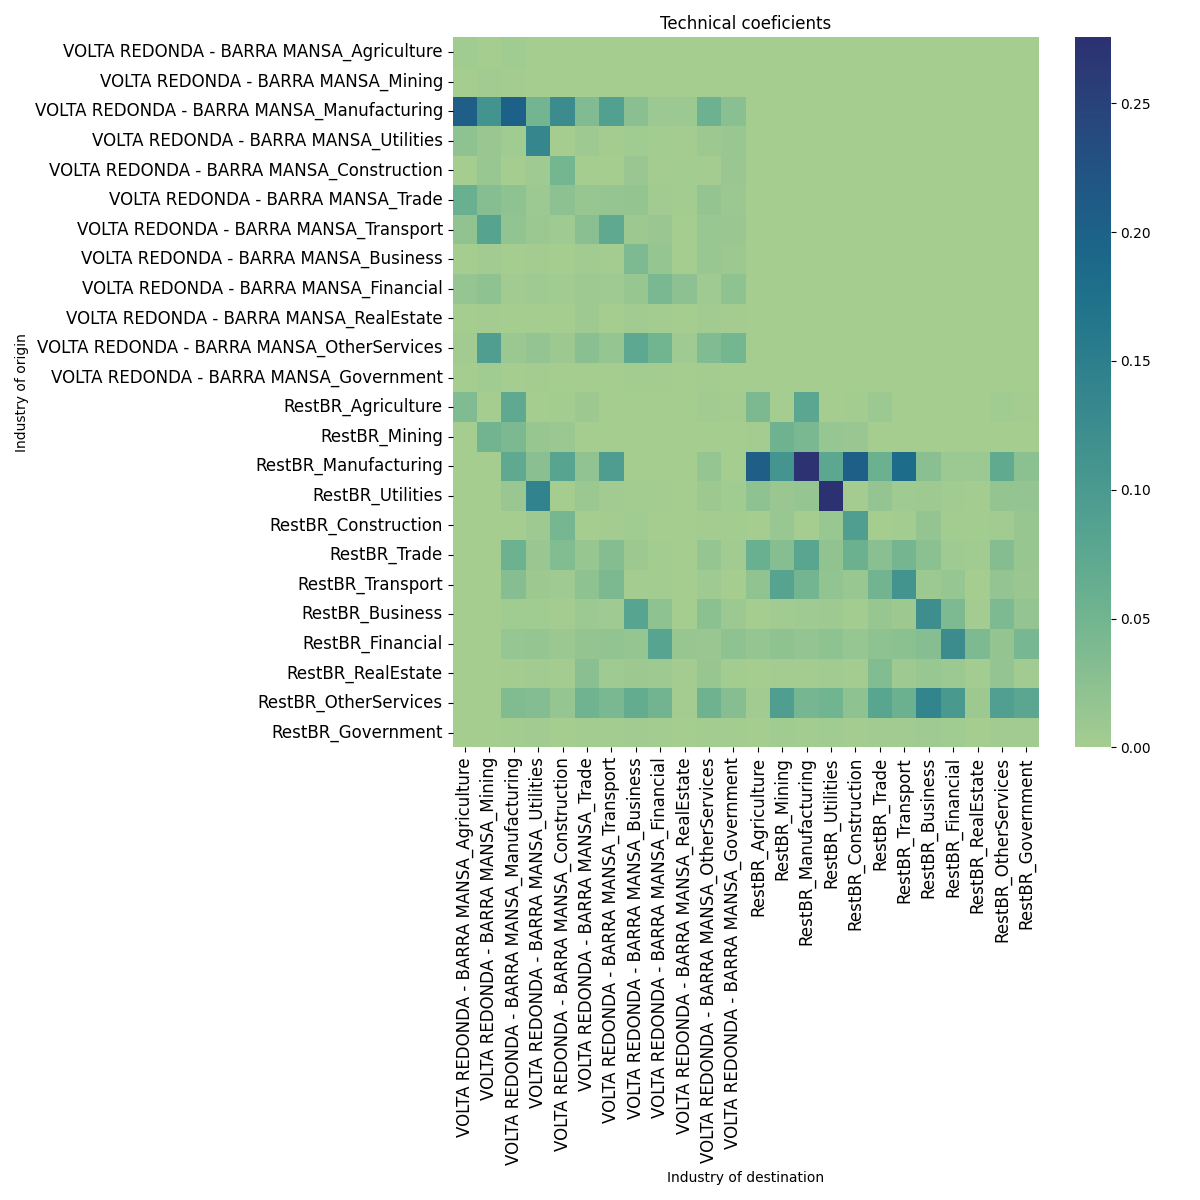 Technical coeficients
VOLTA REDONDA - BARRA MANSA_Agriculture
VOLTA REDONDA - BARRA MANSA_Mining
VOLTA REDONDA - BARRA MANSA_Manufacturing
VOLTA REDONDA - BARRA MANSA_Utilities
VOLTA REDONDA - BARRA MANSA_Construction
VOLTA REDONDA - BARRA MANSA_Trade
VOLTA REDONDA - BARRA MANSA_Transport
VOLTA REDONDA - BARRA MANSA_Business
VOLTA REDONDA - BARRA MANSA_Financial
VOLTA REDONDA - BARRA MANSA_RealEstate
VOLTA REDONDA - BARRA MANSA_OtherServices
VOLTA REDONDA - BARRA MANSA_Government
RestBR_Agriculture
RestBR_Mining
RestBR_Manufacturing
RestBR_Utilities
RestBR_Construction
RestBR_Trade
RestBR_Transport
RestBR_Business
RestBR_Financial
RestBR_RealEstate
RestBR_OtherServices
RestBR_Government
Industry of origin
VOLTA REDONDA - BARRA MANSA_Agriculture
VOLTA REDONDA - BARRA MANSA_Mining
VOLTA REDONDA - BARRA MANSA_Manufacturing
VOLTA REDONDA - BARRA MANSA_Utilities
VOLTA REDONDA - BARRA MANSA_Construction
VOLTA REDONDA - BARRA MANSA_Trade
VOLTA REDONDA - BARRA MANSA_Transport
VOLTA REDONDA - BARRA MANSA_Business
VOLTA REDONDA - BARRA MANSA_Financial
VOLTA REDONDA - BARRA MANSA_RealEstate
VOLTA REDONDA - BARRA MANSA_OtherServices
VOLTA REDONDA - BARRA MANSA_Government
RestBR_Agriculture
RestBR_Mining
RestBR_Manufacturing
RestBR_Utilities
RestBR_Construction
RestBR_Trade
RestBR_Transport
RestBR_Business
RestBR_Financial
RestBR_RealEstate
RestBR_OtherServices
RestBR_Government
Industry of destination
0.25
0.20
0.15
0.10
0.05
0.00